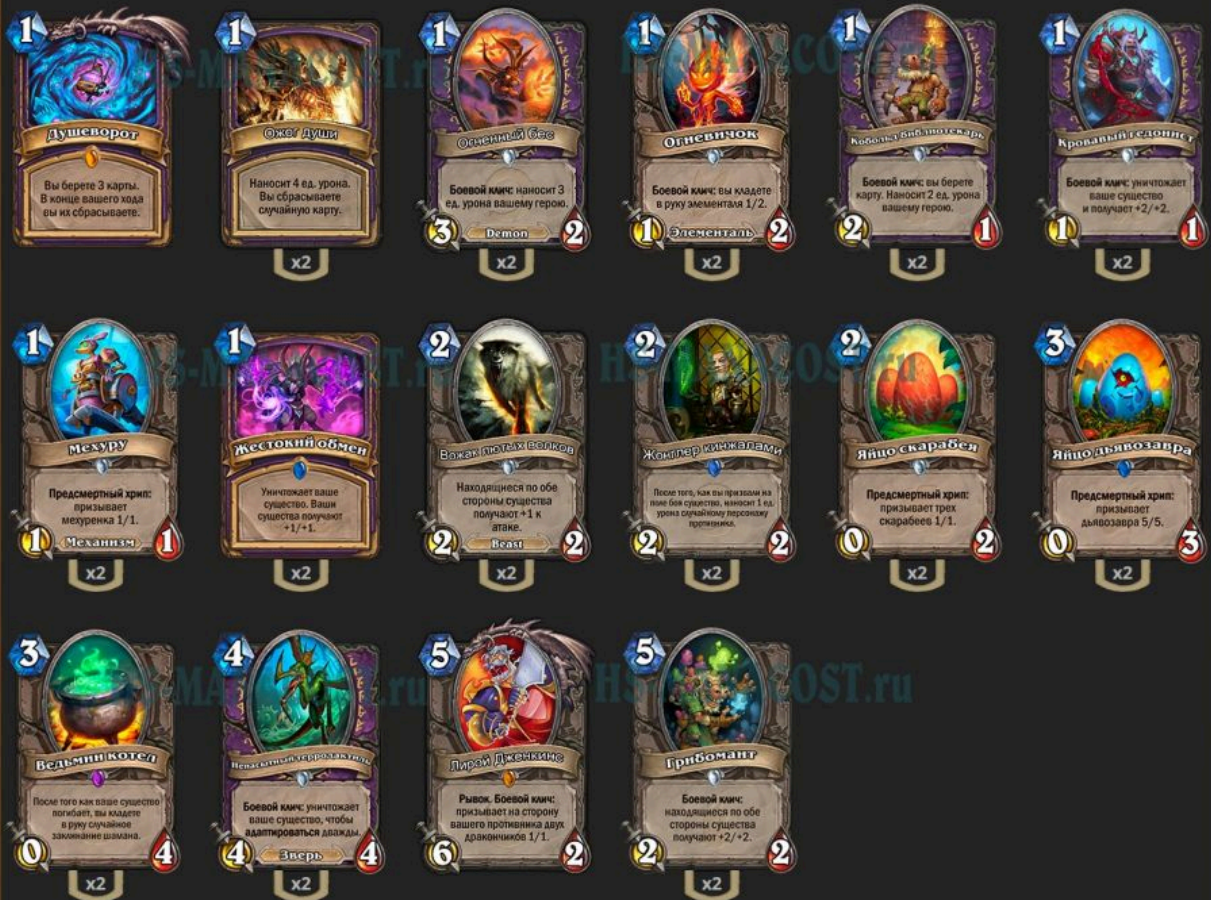 1
Душеворот
Вы берете 3 карты.
В конце вашего хода
вы их сбрасываете.
1
Ожог души
Наносит 4 ед. урона.
Вы сбрасываете
случайную карту.
x2
1
Огненный бес
Боевой клич: наносит 3
ед. урона вашему герою.
3
Demon
2
x2
1
Огневичок
Боевой клич: вы кладете
в руку элементаля 1/2.
1
Элементаль
2
x2
1
Кобольд библиотекарь
Боевой клич: вы берете
карту. Наносит 2 ед. урона
вашему герою.
2
1
x2
1
Кровавый гедонист
Боевой клич: уничтожает
ваше существо
и получает +2/+2.
1
1
x2
1
Мехуру
Предсмертный хрип:
призывает
мехуренка 1/1.
1
Механизм
1
x2
1
Жестокий обмен
Уничтожает ваше
существо. Ваши
существа получают
+1/+1.
x2
2
Вожак лютых волков
Находящиеся по обе
стороны существа
получают +1 к
атаке.
2
Beast
2
x2
2
Жонглер кинжалами
После того, как вы призвали на
поле боя существо, наносит 1 ед.
урона случайному персонажу
противника.
2
2
x2
2
Яйцо скарабея
Предсмертный хрип:
призывает трех
скарабеев 1/1.
0
2
x2
3
Яйцо дьявозавра
Предсмертный хрип:
призывает
дьявозавра 5/5.
0
3
x2
3
Ведьмин котел
После того как ваше существо
погибает, вы кладете
в руку случайное
заклинание шамана.
0
4
x2
4
Ненасытный терродактиль
Боевой клич: уничтожает
ваше существо, чтобы
адаптироваться дважды.
4
Зверь
4
x2
5
Лирой Дженкинс
Рывок. Боевой клич:
призывает на сторону
вашего противника двух
дракончиков 1/1.
6
2
5
Грибомант
Боевой клич:
находящиеся по обе
стороны существа
получают +2/+2.
2
2
x2
HS-MANACOST.ru